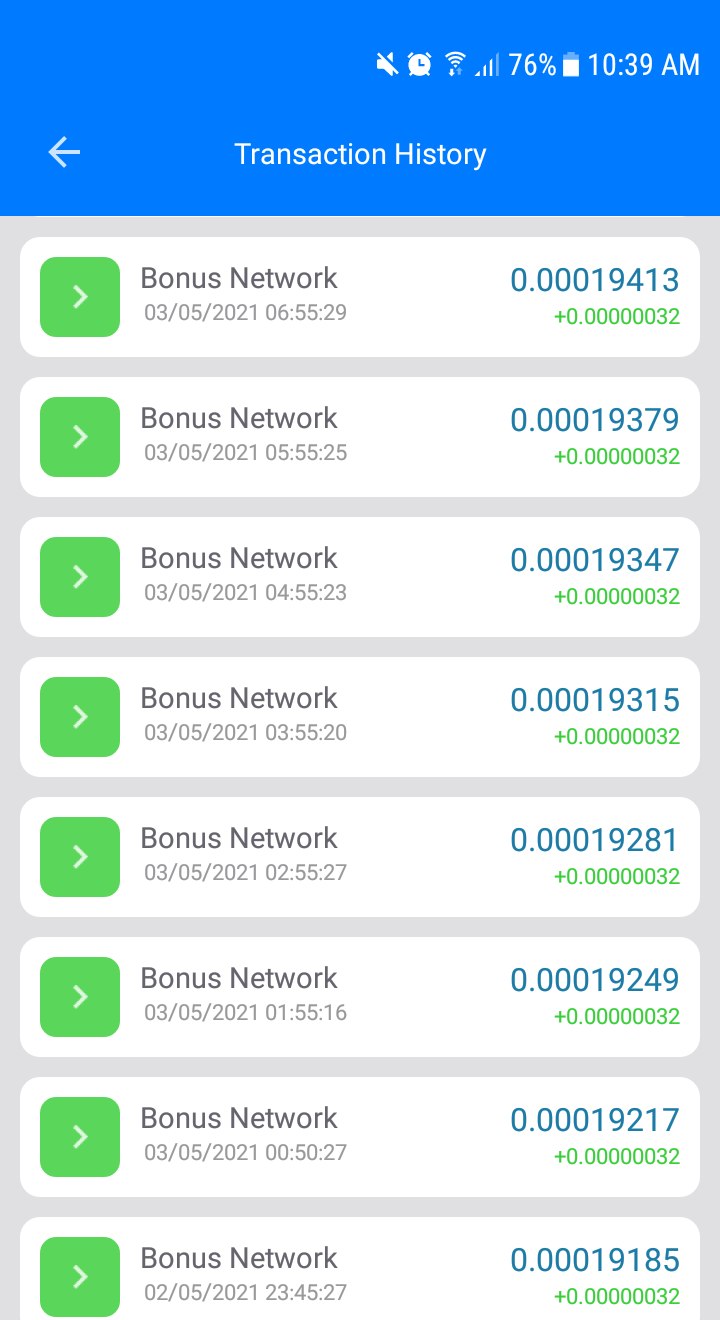 76% 10:39 AM
Transaction History
Bonus Network 0.00019413
03/05/2021 06:55:29 +0.00000032
Bonus Network 0.00019379
03/05/2021 05:55:25 +0.00000032
Bonus Network 0.00019347
03/05/2021 04:55:23 +0.00000032
Bonus Network 0.00019315
03/05/2021 03:55:20 +0.00000032
Bonus Network 0.00019281
03/05/2021 02:55:27 +0.00000032
Bonus Network 0.00019249
03/05/2021 01:55:16 +0.00000032
Bonus Network 0.00019217
03/05/2021 00:50:27 +0.00000032
Bonus Network 0.00019185
02/05/2021 23:45:27 +0.00000032